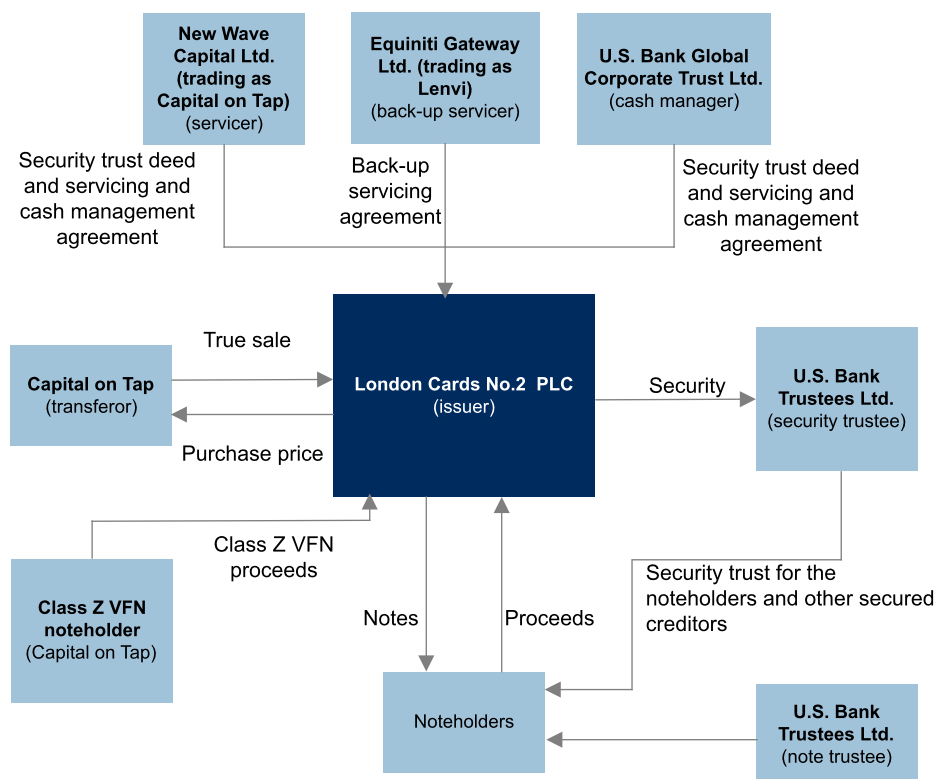 New Wave
Capital Ltd.
(trading as
Capital on Tap)
(servicer)
Equiniti Gateway
Ltd. (trading as
Lenvi)
(back-up servicer)
U.S. Bank Global
Corporate Trust Ltd.
(cash manager)
Security trust deed
and servicing and
cash management
agreement
Back-up
servicing
agreement
Security trust deed
and servicing and
cash management
agreement
True sale
Capital on Tap
(transferor)
Purchase price
London Cards No.2 PLC
(issuer)
Security
U.S. Bank
Trustees Ltd.
(security trustee)
Class Z VFN
proceeds
Class Z VFN
noteholder
(Capital on Tap)
Notes
Proceeds
Security trust for the
noteholders and other secured
creditors
Noteholders
U.S. Bank
Trustees Ltd.
(note trustee)